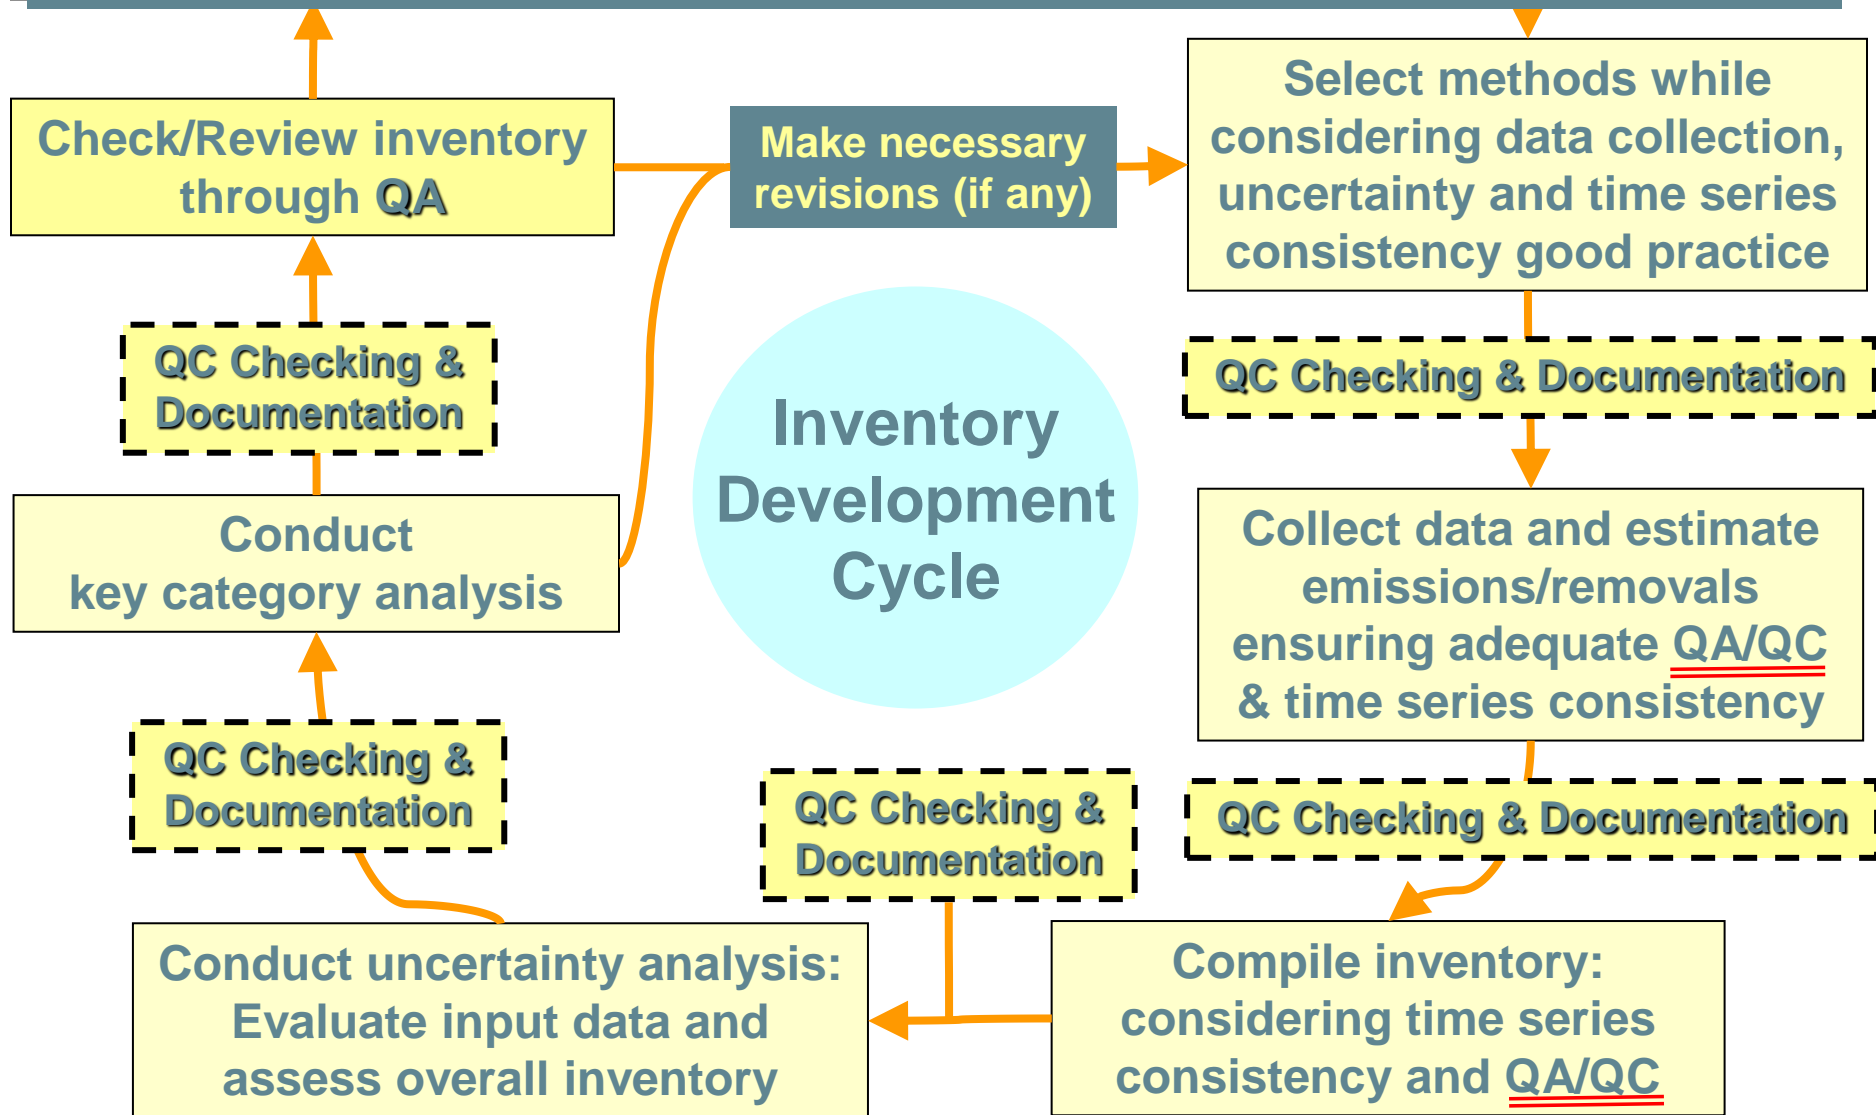 Check/Review inventory
through QA
Make necessary
revisions (if any)
Select methods while
considering data collection,
uncertainty and time series
consistency good practice
QC Checking &
Documentation
QC Checking & Documentation
Inventory
Development
Cycle
Conduct
key category analysis
Collect data and estimate
emissions/removals
ensuring adequate QA/QC
& time series consistency
QC Checking &
Documentation
QC Checking &
Documentation
QC Checking & Documentation
Conduct uncertainty analysis:
Evaluate input data and
assess overall inventory
Compile inventory:
considering time series
consistency and QA/QC